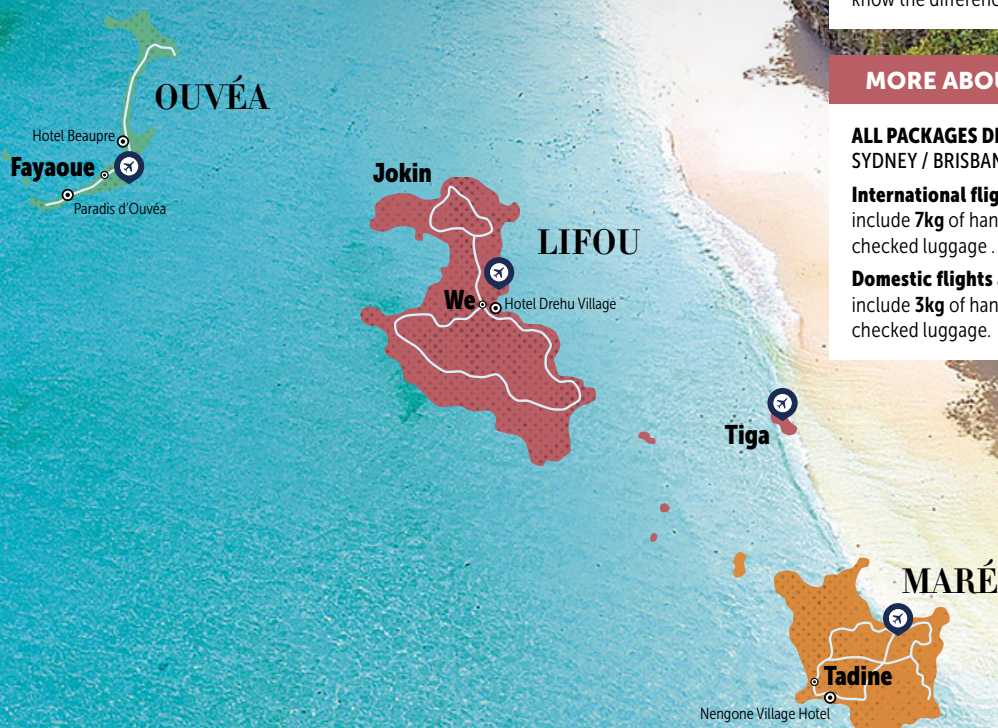 know the difference
OUVÉA
MORE ABOU
Hotel Beaupre
ALL PACKAGES
Fayaoue
SYDNEY / BRISBAN
Jokin
International flig
Paradis d'Ouvéa
include 7kg of han
LIFOU
checked luggage .
Domestic flights
We
Hotel Drehu Village
include 3kg of han
checked luggage.
Tiga
MARÉ
Tadine
Nengone Village Hotel